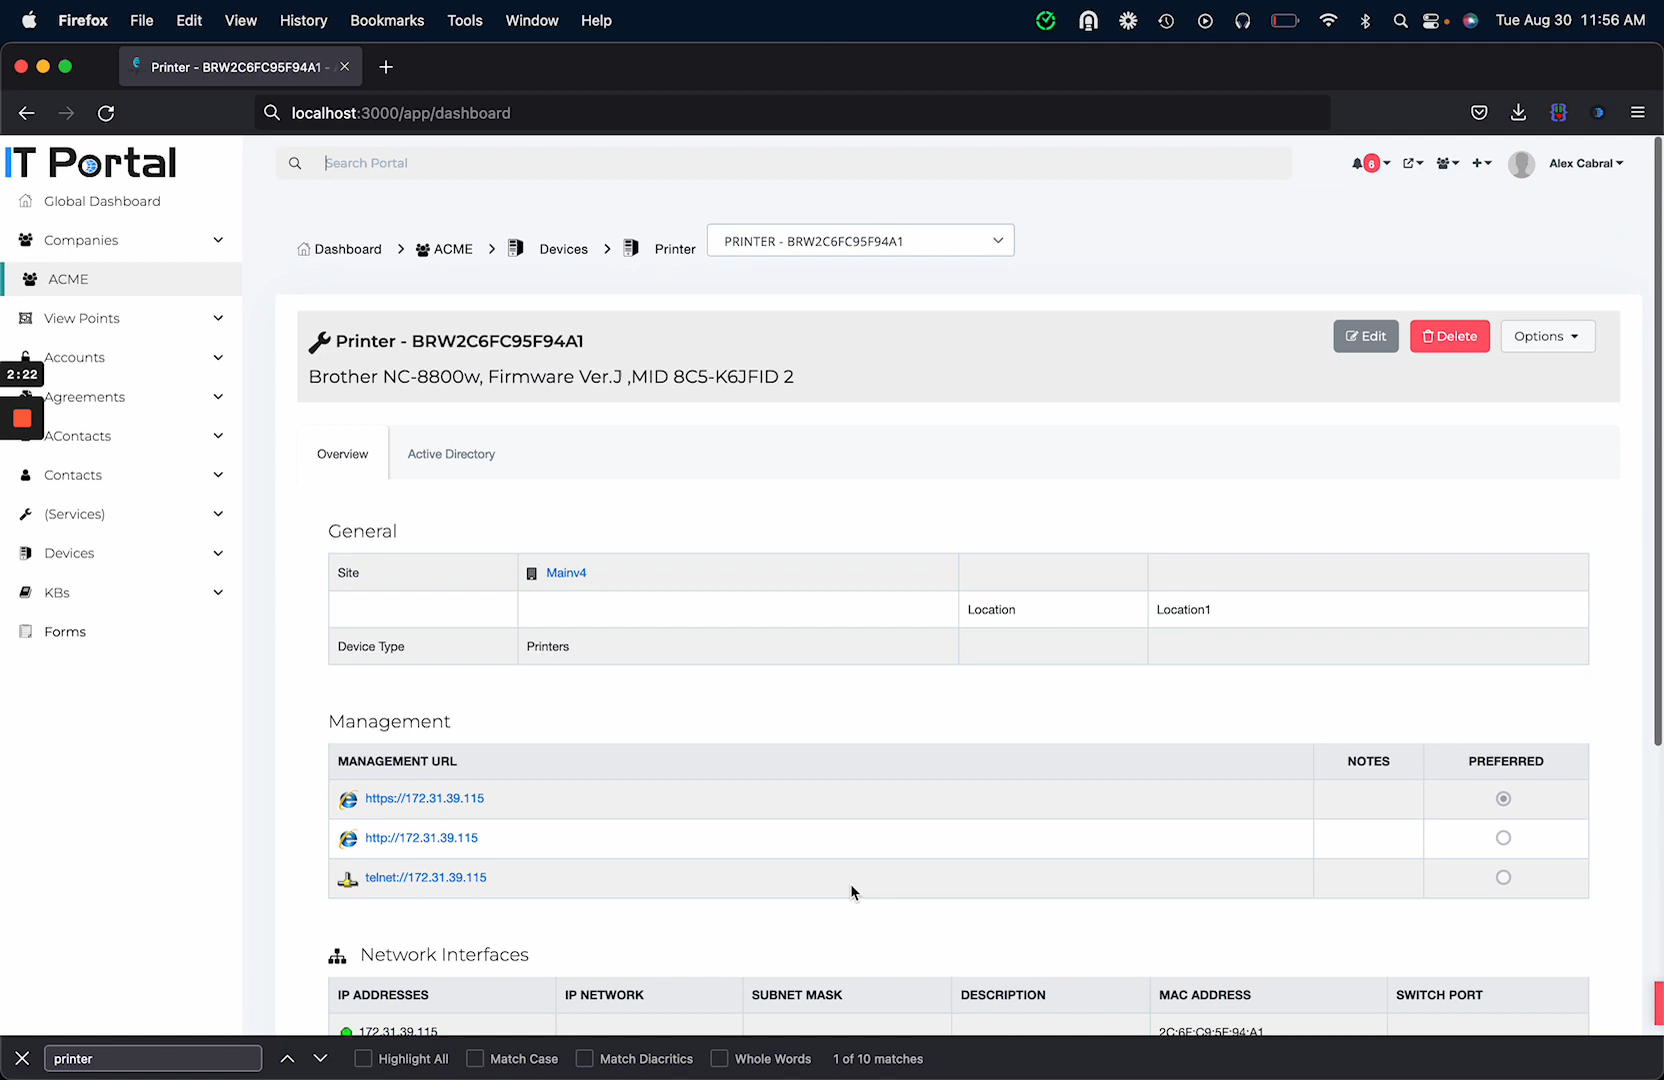 Firefox File Edit View History Bookmarks Tools Window Help Tue Aug 30 11:56 AM
Printer - BRW2C6FC95F94A1 -
localhost:3000/app/dashboard
IT Portal
Search Portal
6
Alex Cabral
Global Dashboard
Companies
ACME
View Points
Accounts
2:22
Agreements
AContacts
Contacts
(Services)
Devices
KBs
Forms
Dashboard > ACME > Devices > Printer
PRINTER - BRW2C6FC95F94A1
Printer - BRW2C6FC95F94A1
Edit Delete Options
Brother NC-8800w, Firmware Ver.J ,MID 8C5-K6JFID 2
Overview Active Directory
General
Site Mainv4
Location Location1
Device Type Printers
Management
MANAGEMENT URL NOTES PREFERRED
https://172.31.39.115
http://172.31.39.115
telnet://172.31.39.115
Network Interfaces
IP ADDRESSES IP NETWORK SUBNET MASK DESCRIPTION MAC ADDRESS SWITCH PORT
172.31.39.115 2C:6F:C9:5F:94:A1
printer Highlight All Match Case Match Diacritics Whole Words 1 of 10 matches